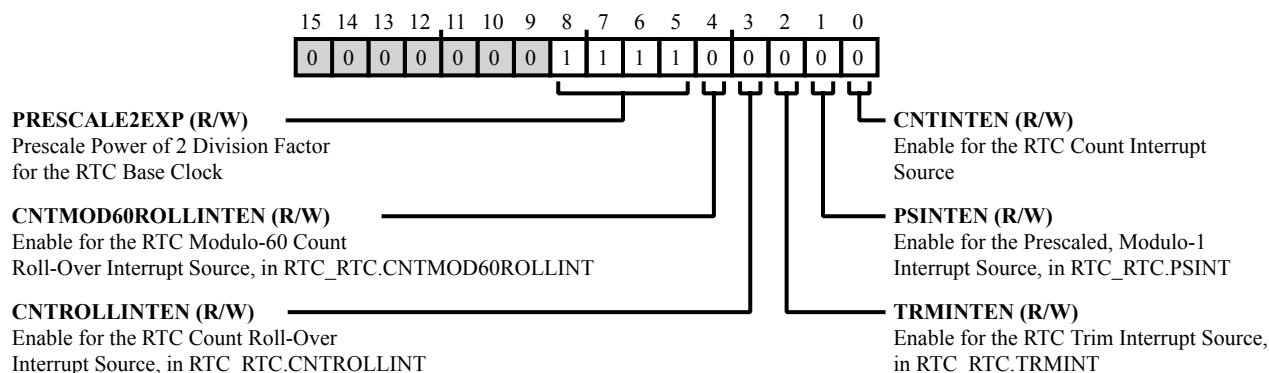 15 14 13 12 11 10 9 8 7 6 5 4 3 2 1 0
0 0 0 0 0 0 0 1 1 1 1 0 0 0 0 0
PRESCALE2EXP (R/W)
Prescale Power of 2 Division Factor
for the RTC Base Clock
CNTMOD60ROLLINTEN (R/W)
Enable for the RTC Modulo-60 Count
Roll-Over Interrupt Source, in RTC_RTC.CNTMOD60ROLLINT
CNTROLLINTEN (R/W)
Enable for the RTC Count Roll-Over
Interrupt Source, in RTC_RTC.CNTROLLINT
CNTINTEN (R/W)
Enable for the RTC Count Interrupt
Source
PSINTEN (R/W)
Enable for the Prescaled, Modulo-1
Interrupt Source, in RTC_RTC.PSINT
TRMINTEN (R/W)
Enable for the RTC Trim Interrupt Source,
in RTC_RTC.TRMINT